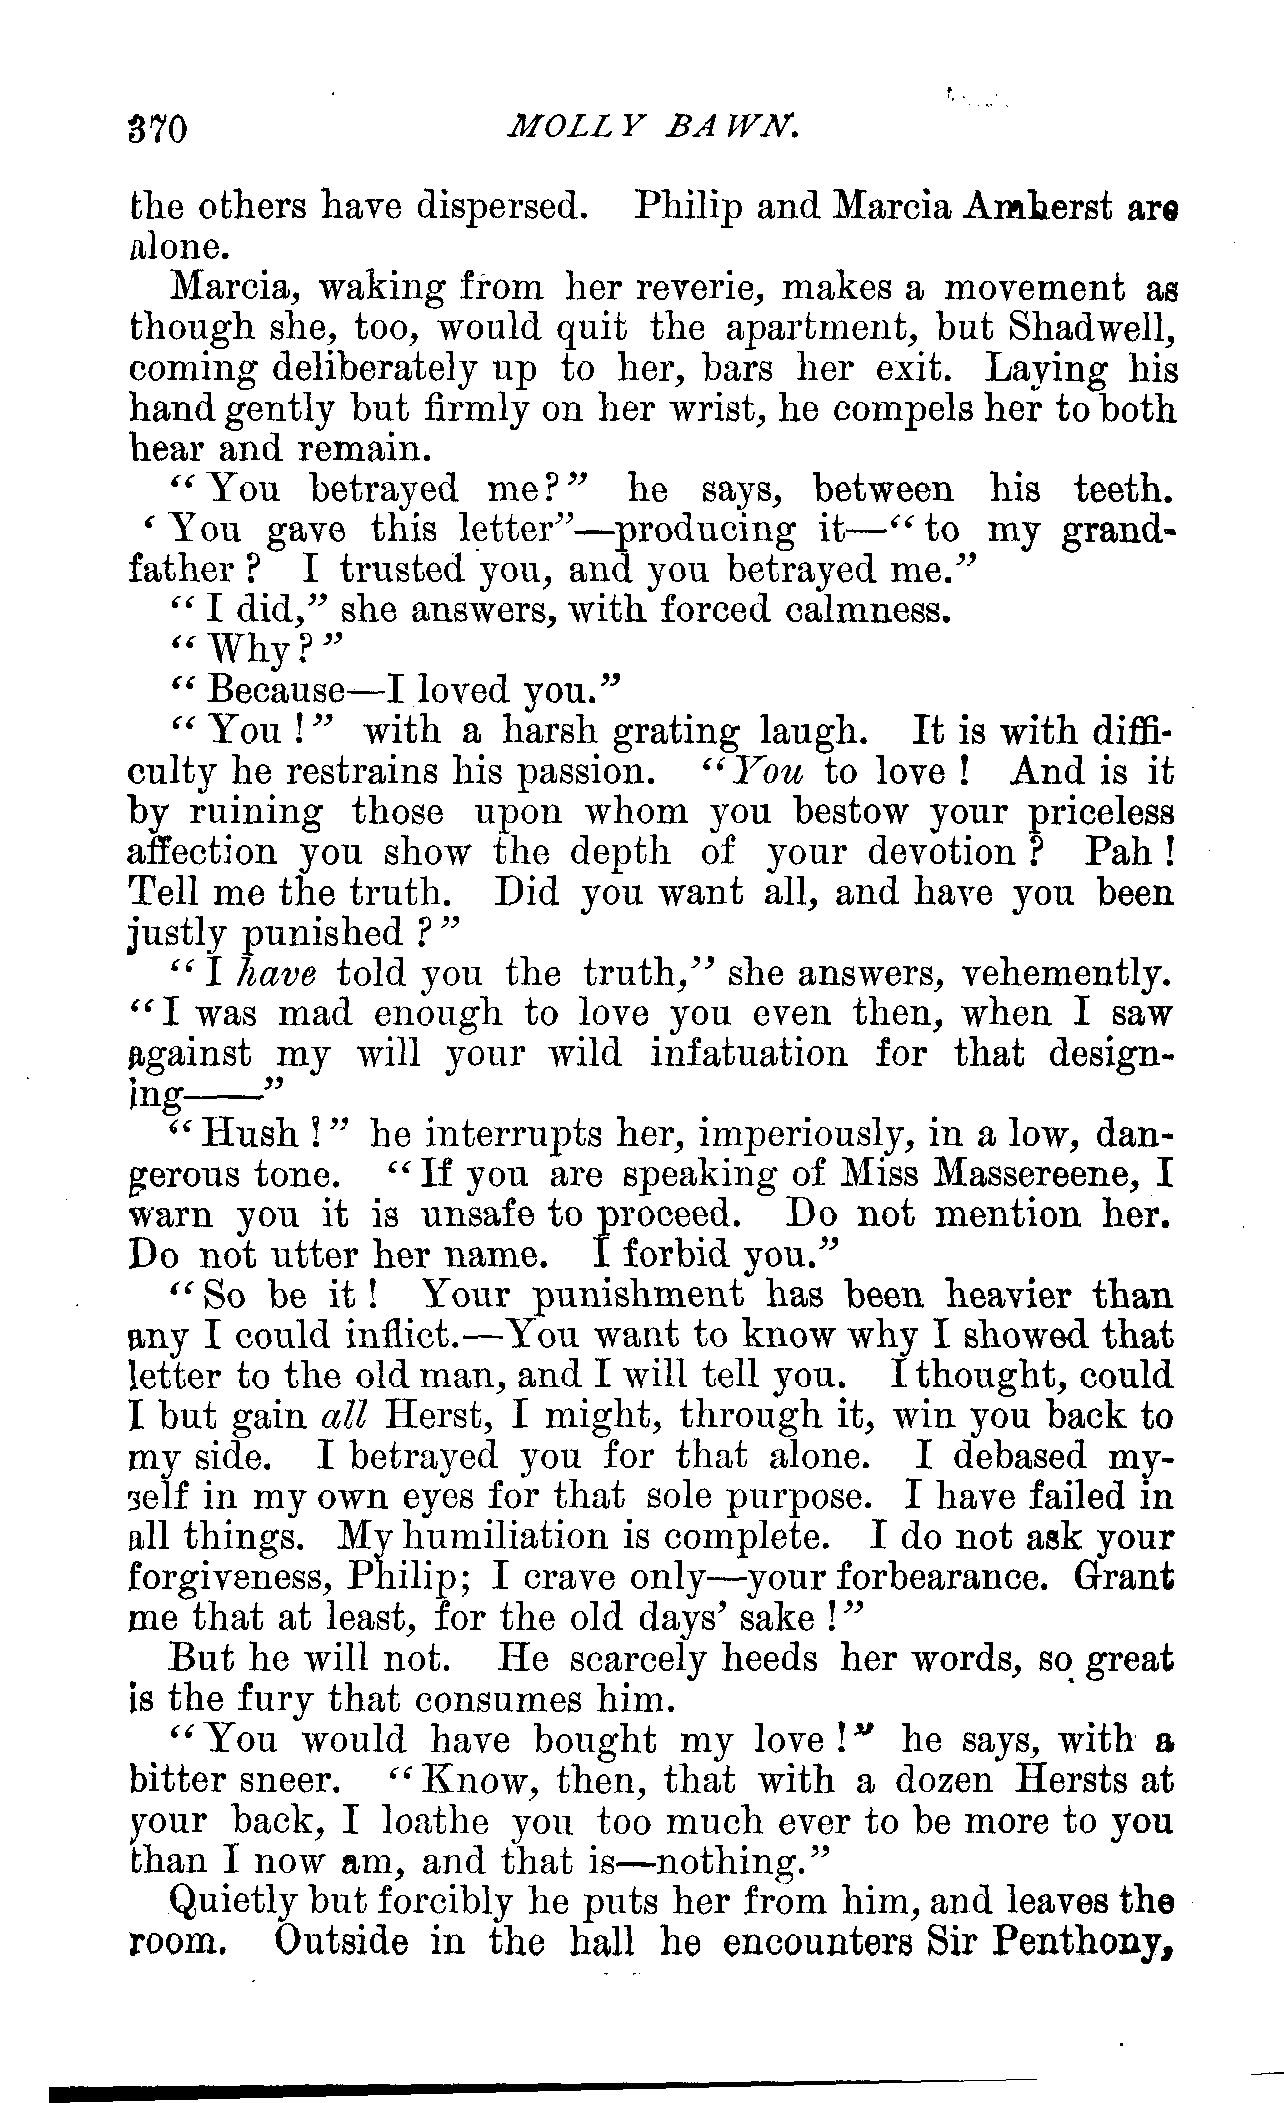 370 MOLLY BAWN.
the others have dispersed. Philip and Marcia Amherst are
alone.
Marcia, waking from her reverie, makes a movement as
though she, too, would quit the apartment, but Shadwell,
coming deliberately up to her, bars her exit. Laying his
hand gently but firmly on her wrist, he compels her to both
hear and remain.
“You betrayed me?” he says, between his teeth.
‘You gave this letter”—producing it—“to my grand-
father? I trusted you, and you betrayed me.”
“I did,” she answers, with forced calmness.
“Why?”
“Because—I loved you.”
“You!” with a harsh grating laugh. It is with diffi-
culty he restrains his passion. “You to love! And is it
by ruining those upon whom you bestow your priceless
affection you show the depth of your devotion? Pah!
Tell me the truth. Did you want all, and have you been
justly punished?”
“I have told you the truth,” she answers, vehemently.
“I was mad enough to love you even then, when I saw
against my will your wild infatuation for that design-
ing——”
“Hush!” he interrupts her, imperiously, in a low, dan-
gerous tone. “If you are speaking of Miss Massereene, I
warn you it is unsafe to proceed. Do not mention her.
Do not utter her name. I forbid you.”
“So be it! Your punishment has been heavier than
any I could inflict.—You want to know why I showed that
letter to the old man, and I will tell you. I thought, could
I but gain all Herst, I might, through it, win you back to
my side. I betrayed you for that alone. I debased my-
self in my own eyes for that sole purpose. I have failed in
all things. My humiliation is complete. I do not ask your
forgiveness, Philip; I crave only—your forbearance. Grant
me that at least, for the old days’ sake!”
But he will not. He scarcely heeds her words, so great
is the fury that consumes him.
“You would have bought my love!” he says, with a
bitter sneer. “Know, then, that with a dozen Hersts at
your back, I loathe you too much ever to be more to you
than I now am, and that is—nothing.”
Quietly but forcibly he puts her from him, and leaves the
room. Outside in the hall he encounters Sir Penthony,